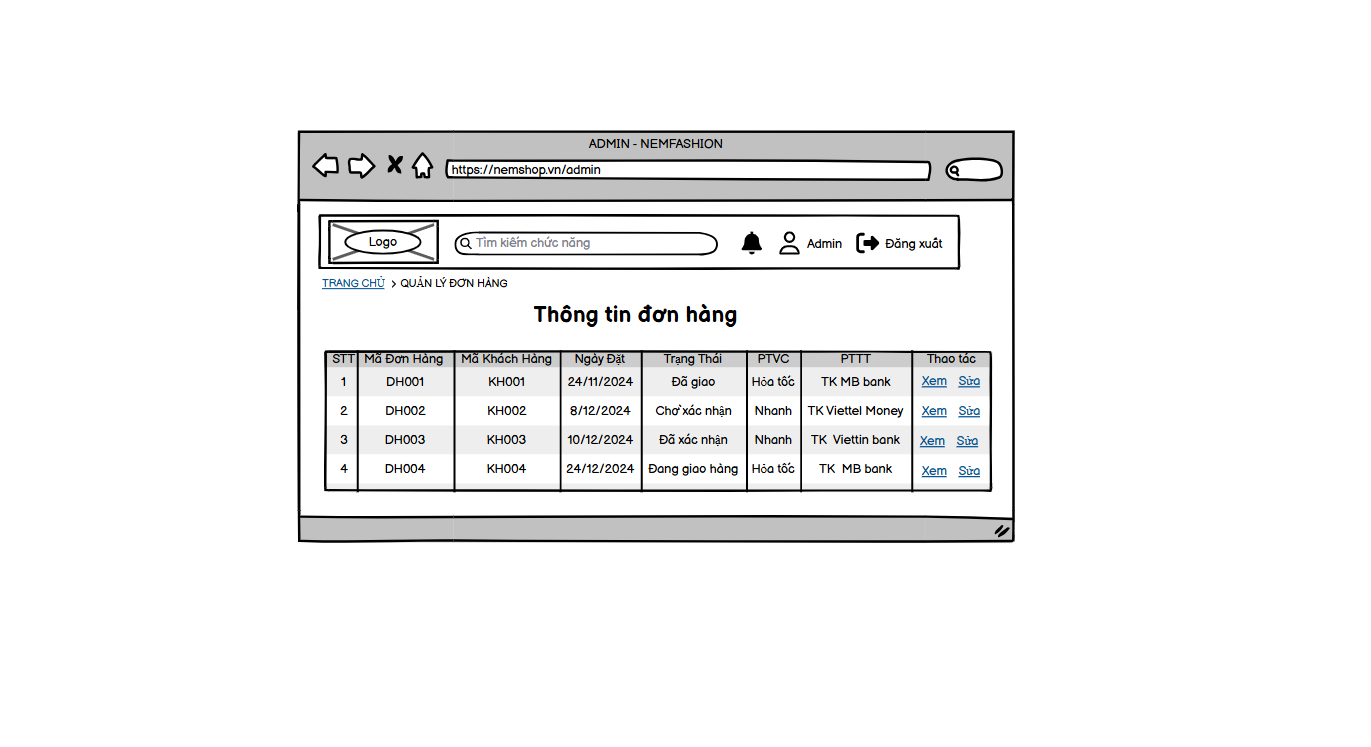 ADMIN - NEMFASHION
https://nemshop.vn/admin
Logo Tìm kiếm chức năng Admin Đăng xuất
TRANG CHỦ > QUẢN LÝ ĐƠN HÀNG
Thông tin đơn hàng
STT Mã Đơn Hàng Mã Khách Hàng Ngày Đặt Trạng Thái PTVC PTTT Thao tác
1 DH001 KH001 24/11/2024 Đã giao Hỏa tốc TK MB bank Xem Sửa
2 DH002 KH002 8/12/2024 Chờ xác nhận Nhanh TK Viettel Money Xem Sửa
3 DH003 KH003 10/12/2024 Đã xác nhận Nhanh TK Viettin bank Xem Sửa
4 DH004 KH004 24/12/2024 Đang giao hàng Hỏa tốc TK MB bank Xem Sửa